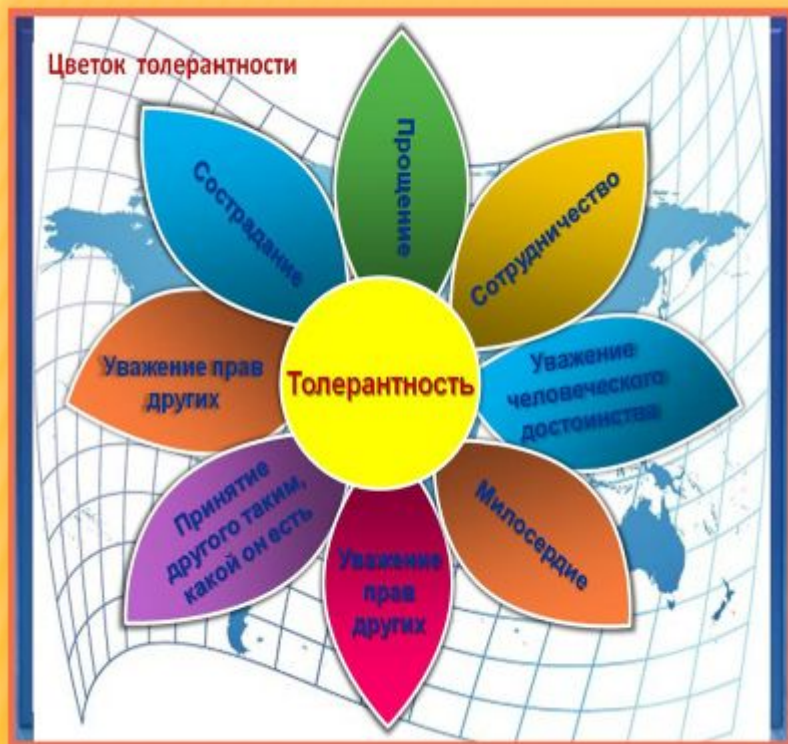 Цветок толерантности
Прощение
Сотрудничество
Уважение
человеческого
достоинства
Милосердие
Уважение
прав
других
Принятие
другого таким,
какой он есть
Уважение прав
других
Сострадание
Толерантность